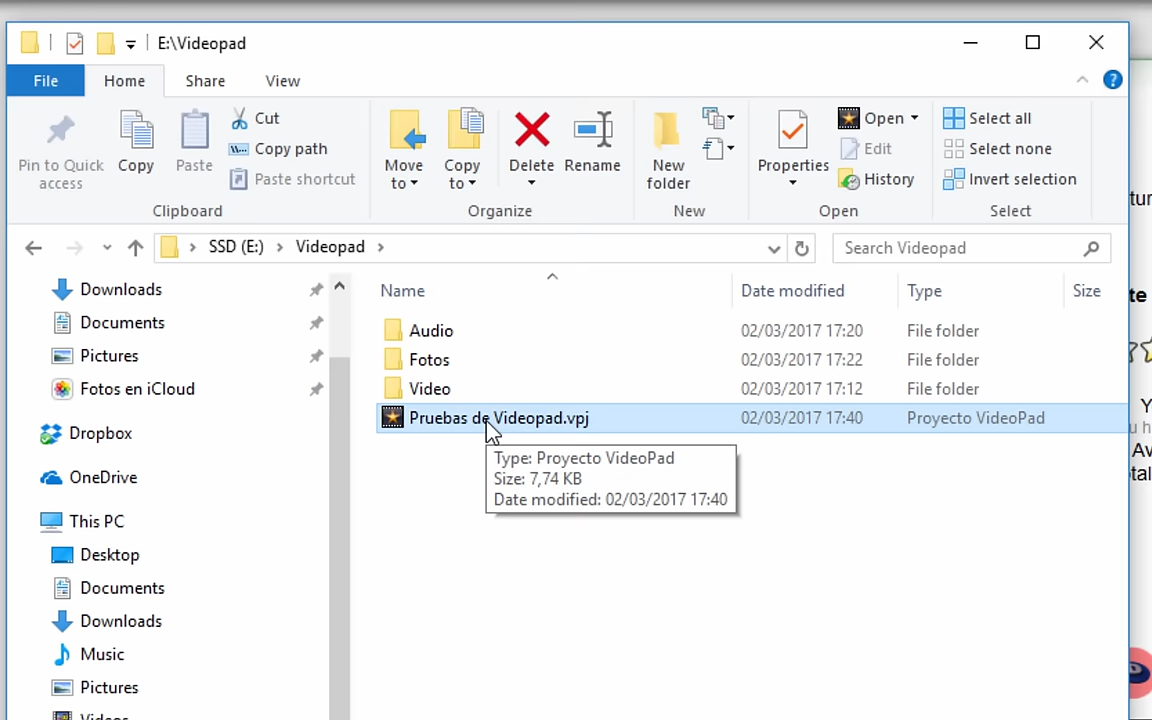 E:\Videopad
File Home Share View
Pin to Quick access
Copy
Paste
Cut
Copy path
Paste shortcut
Clipboard
Move to
Copy to
Delete
Rename
Organize
New folder
New
Properties
Open
Edit
History
Open
Select all
Select none
Invert selection
Select
SSD (E:) Videopad
Search Videopad
Name Date modified Type Size
Audio 02/03/2017 17:20 File folder
Fotos 02/03/2017 17:22 File folder
Video 02/03/2017 17:12 File folder
Pruebas de Videopad.vpj 02/03/2017 17:40 Proyecto VideoPad
Type: Proyecto VideoPad
Size: 7,74 KB
Date modified: 02/03/2017 17:40
Downloads
Documents
Pictures
Fotos en iCloud
Dropbox
OneDrive
This PC
Desktop
Documents
Downloads
Music
Pictures
Videos